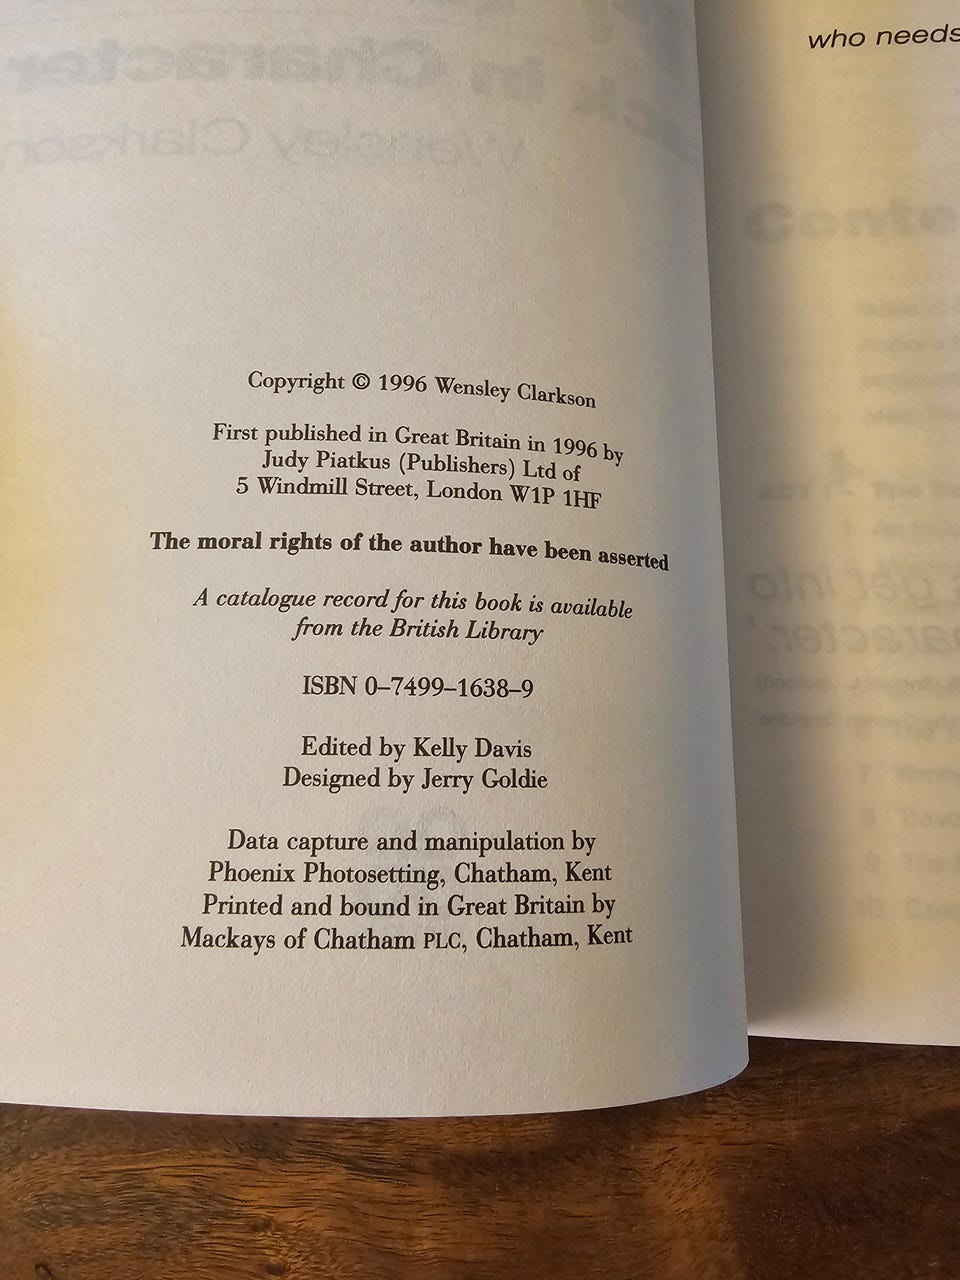 Copyright © 1996 Wensley Clarkson
First published in Great Britain in 1996 by
Judy Piatkus (Publishers) Ltd of
5 Windmill Street, London W1P 1HF
The moral rights of the author have been asserted
A catalogue record for this book is available
from the British Library
ISBN 0–7499–1638–9
Edited by Kelly Davis
Designed by Jerry Goldie
Data capture and manipulation by
Phoenix Photosetting, Chatham, Kent
Printed and bound in Great Britain by
Mackays of Chatham PLC, Chatham, Kent
who needs